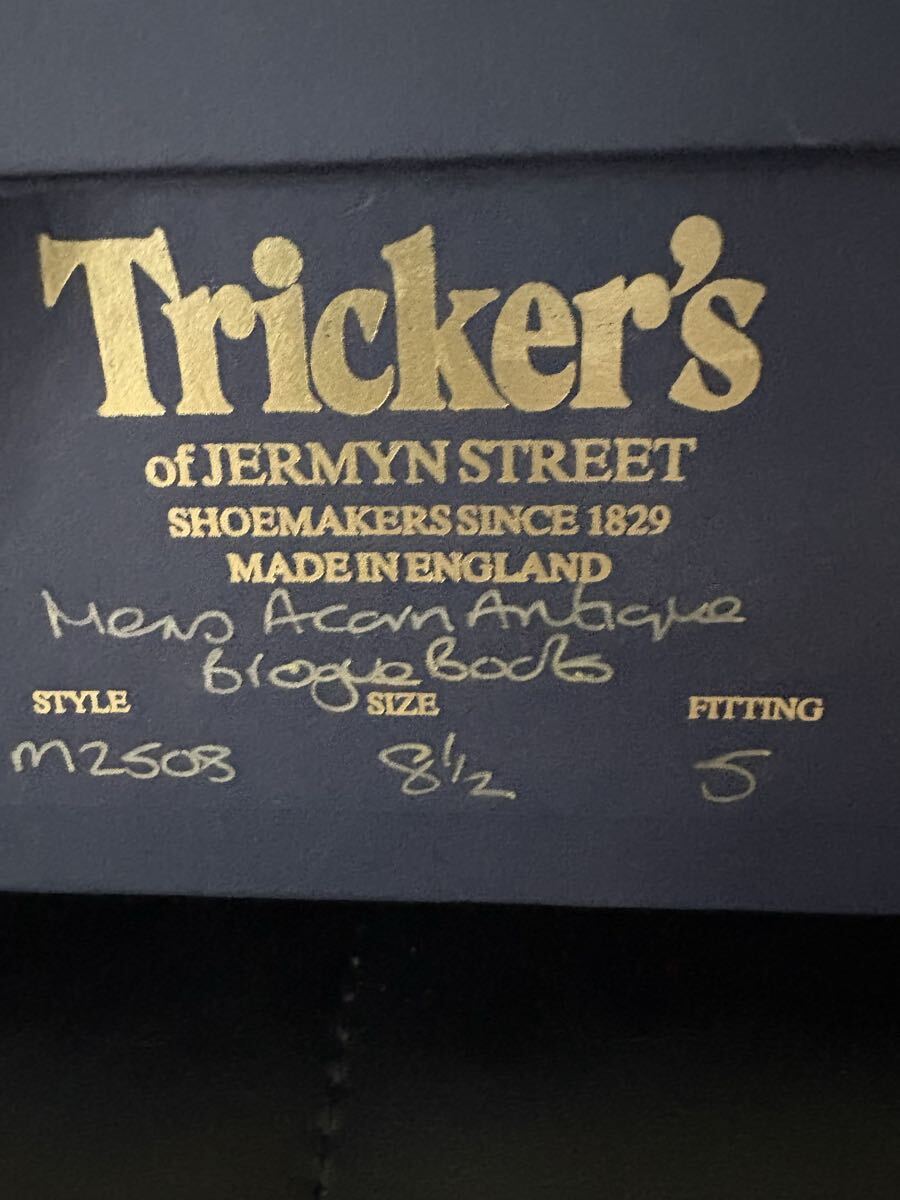 Tricker's
of JERMYN STREET
SHOEMAKERS SINCE 1829
MADE IN ENGLAND
Mens Acorn Antique
Brogue Boots
STYLE SIZE FITTING
M2508 8½ 5